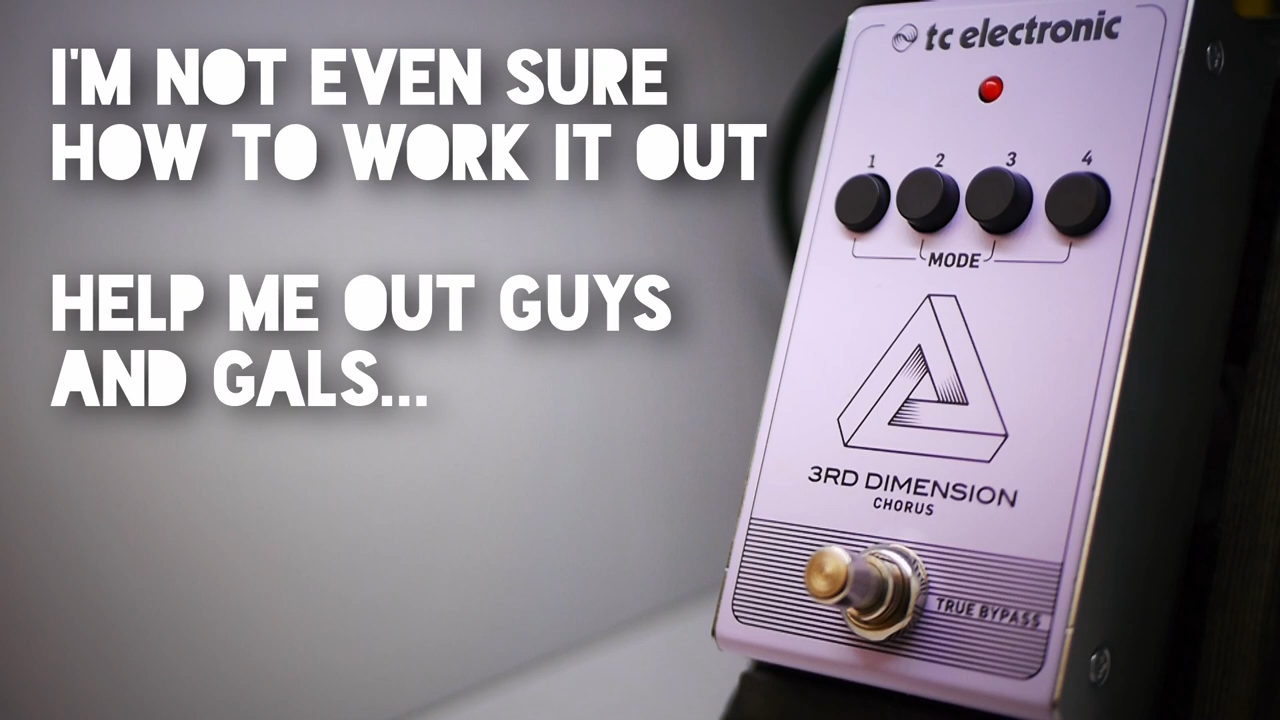 I'M NOT EVEN SURE
HOW TO WORK IT OUT
HELP ME OUT GUYS
AND GALS...
tc electronic
1 2 3 4
MODE
3RD DIMENSION
CHORUS
TRUE BYPASS